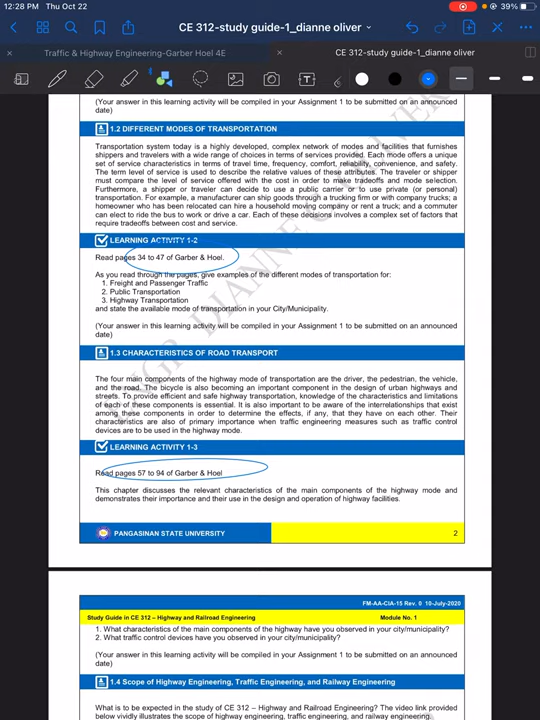 12:28 PM Thu Oct 22
39%
CE 312-study guide-1_dianne oliver
Traffic & Highway Engineering-Garber Hoel 4E
CE 312-study guide-1_dianne oliver
(Your answer in this learning activity will be compiled in your Assignment 1 to be submitted on an announced
date)
1.2 DIFFERENT MODES OF TRANSPORTATION
Transportation system today is a highly developed, complex network of modes and facilities that furnishes
shippers and travelers with a wide range of choices in terms of services provided. Each mode offers a unique
set of service characteristics in terms of travel time, frequency, comfort, reliability, convenience, and safety.
The term level of service is used to describe the relative values of these attributes. The traveler or shipper
must compare the level of service offered with the cost in order to make tradeoffs and mode selection.
Furthermore, a shipper or traveler can decide to use a public carrier or to use private (or personal)
transportation. For example, a manufacturer can ship goods through a trucking firm or with company trucks; a
homeowner who has been relocated can hire a household moving company or rent a truck; and a commuter
can elect to ride the bus to work or drive a car. Each of these decisions involves a complex set of factors that
require tradeoffs between cost and service.
LEARNING ACTIVITY 1-2
Read pages 34 to 47 of Garber & Hoel.
As you read through the pages, give examples of the different modes of transportation for:
1. Freight and Passenger Traffic
2. Public Transportation
3. Highway Transportation
and state the available mode of transportation in your City/Municipality.
(Your answer in this learning activity will be compiled in your Assignment 1 to be submitted on an announced
date)
1.3 CHARACTERISTICS OF ROAD TRANSPORT
The four main components of the highway mode of transportation are the driver, the pedestrian, the vehicle,
and the road. The bicycle is also becoming an important component in the design of urban highways and
streets. To provide efficient and safe highway transportation, knowledge of the characteristics and limitations
of each of these components is essential. It is also important to be aware of the interrelationships that exist
among these components in order to determine the effects, if any, that they have on each other. Their
characteristics are also of primary importance when traffic engineering measures such as traffic control
devices are to be used in the highway mode.
LEARNING ACTIVITY 1-3
Read pages 57 to 94 of Garber & Hoel
This chapter discusses the relevant characteristics of the main components of the highway mode and
demonstrates their importance and their use in the design and operation of highway facilities.
PANGASINAN STATE UNIVERSITY
2
ENGR. DIANNE OLIVER
FM-AA-CIA-15 Rev. 0 10-July-2020
Study Guide in CE 312 – Highway and Railroad Engineering
Module No. 1
1. What characteristics of the main components of the highway have you observed in your city/municipality?
2. What traffic control devices have you observed in your city/municipality?
(Your answer in this learning activity will be compiled in your Assignment 1 to be submitted on an announced
date)
1.4 Scope of Highway Engineering, Traffic Engineering, and Railway Engineering
What is to be expected in the study of CE 312 – Highway and Railroad Engineering? The video link provided
below vividly illustrates the scope of highway engineering, traffic engineering, and railway engineering.